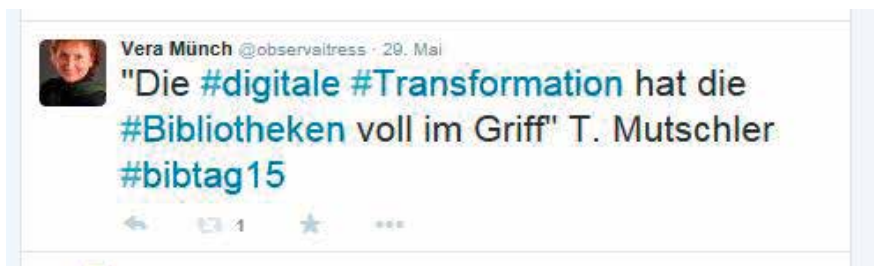 Vera Münch @observaitress · 29. Mai
"Die #digitale #Transformation hat die
#Bibliotheken voll im Griff" T. Mutschler
#bibtag15
1